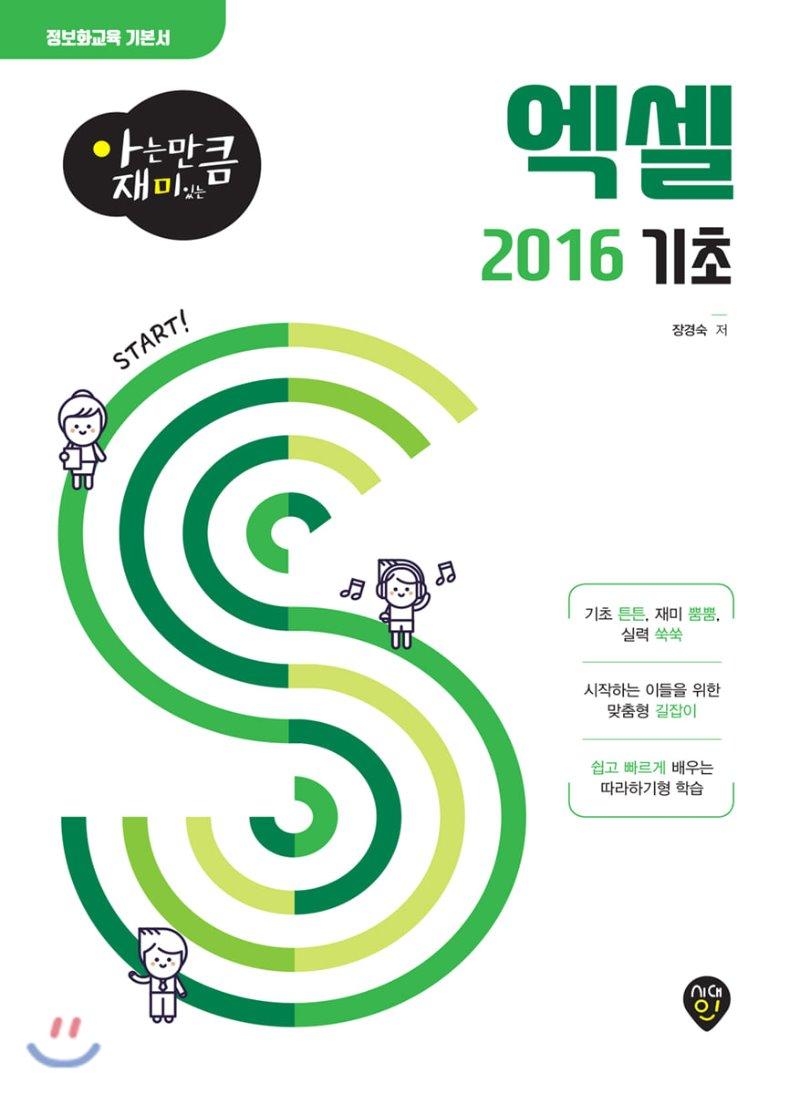 정보화교육 기본서
아는만큼
재미있는
엑셀
2016 기초
장경숙 저
START!
기초 튼튼, 재미 뿜뿜,
실력 쑥쑥
시작하는 이들을 위한
맞춤형 길잡이
쉽고 빠르게 배우는
따라하기형 학습
시대
인